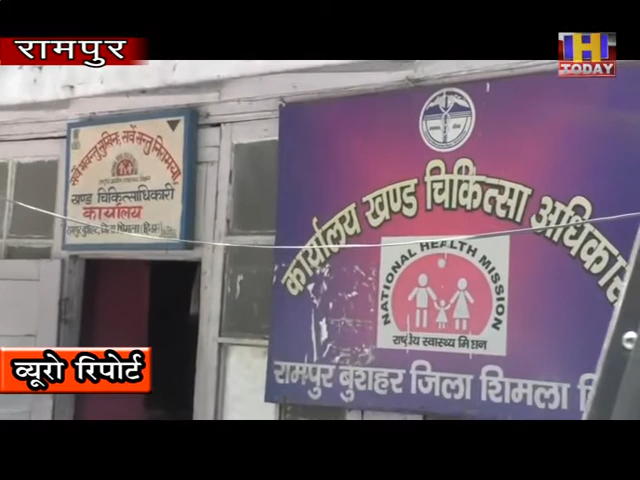 रामपुर
H
TODAY
सर्वे भवन्तु सुखिनः, सर्वे सन्तु निरामयाः
खण्ड चिकित्साधिकारी
कार्यालय
कार्यालय खण्ड चिकित्सा अधिकारी
NATIONAL HEALTH MISSION
राष्ट्रीय स्वास्थ्य मिशन
रामपुर बुशहर जिला शिमला
ब्यूरो रिपोर्ट